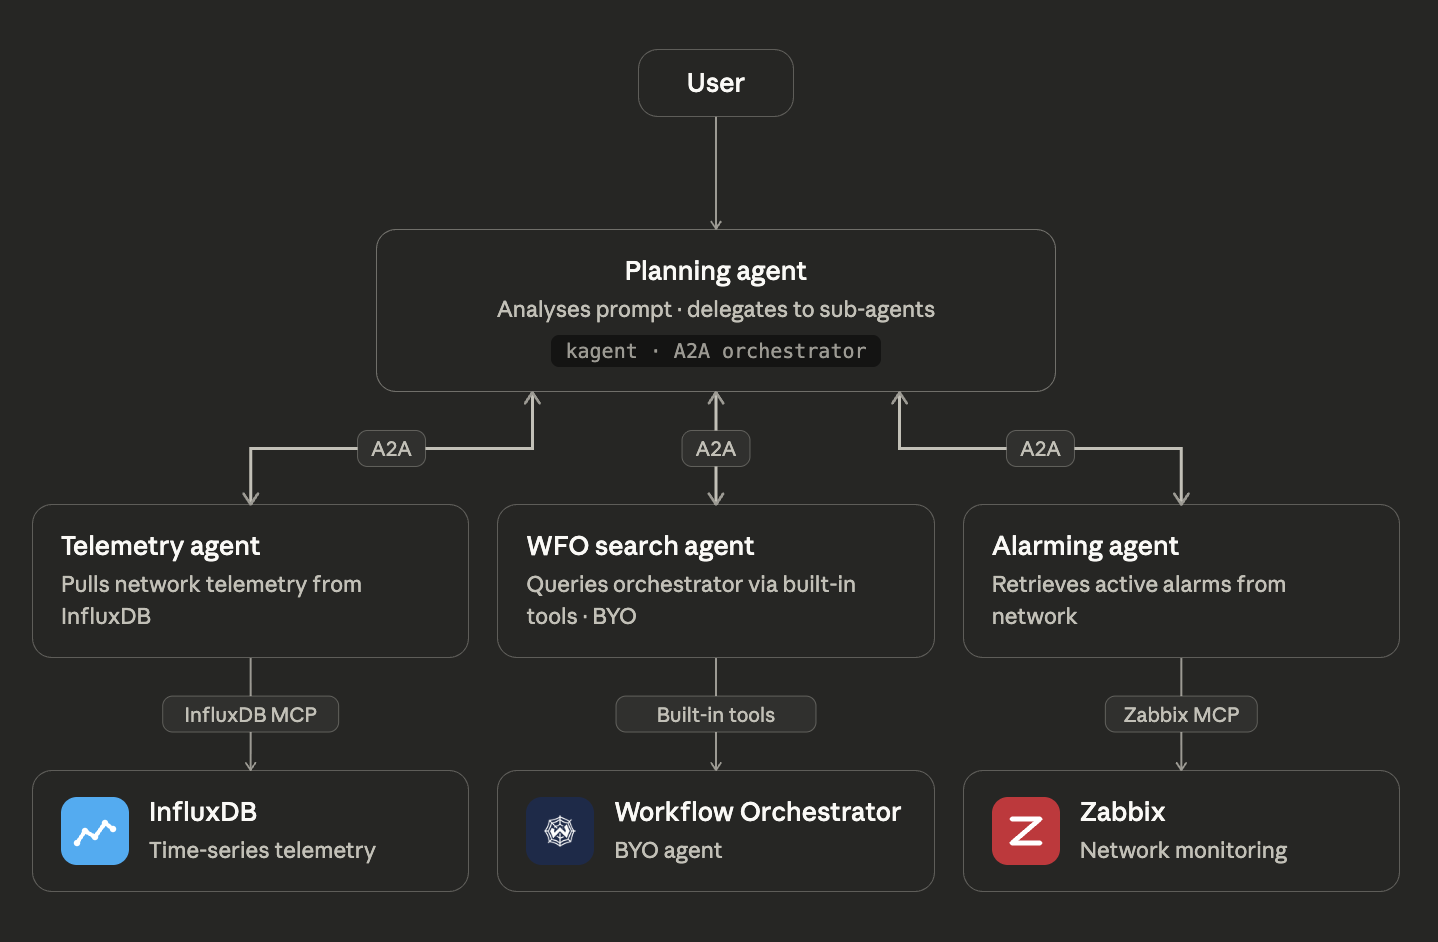 User
Planning agent
Analyses prompt · delegates to sub-agents
kagent · A2A orchestrator
A2A
A2A
A2A
Telemetry agent
Pulls network telemetry from
InfluxDB
WFO search agent
Queries orchestrator via built-in
tools · BYO
Alarming agent
Retrieves active alarms from
network
InfluxDB MCP
Built-in tools
Zabbix MCP
InfluxDB
Time-series telemetry
W
Workflow Orchestrator
BYO agent
Z
Zabbix
Network monitoring